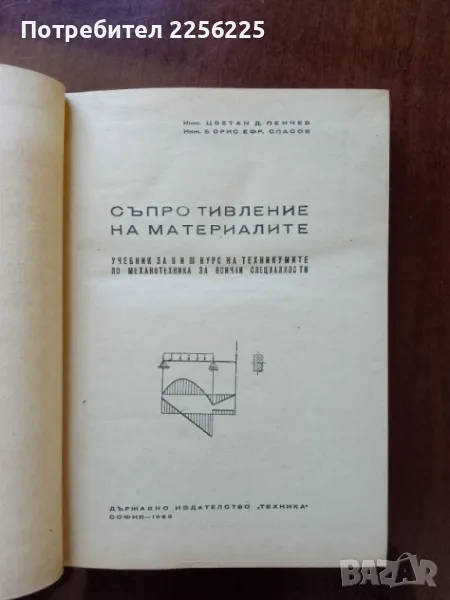 Потребител 2256225
Инж. ЦВЕТАН Д. ПЕНЧЕВ
Инж. БОРИС ЕФР. СПАСОВ
СЪПРОТИВЛЕНИЕ
НА МАТЕРИАЛИТЕ
УЧЕБНИК ЗА II И III КУРС НА ТЕХНИКУМИТЕ
ПО МЕХАНОТЕХНИКА ЗА ВСИЧКИ СПЕЦИАЛНОСТИ
ДЪРЖАВНО ИЗДАТЕЛСТВО „ТЕХНИКА"
СОФИЯ—
BAZAR